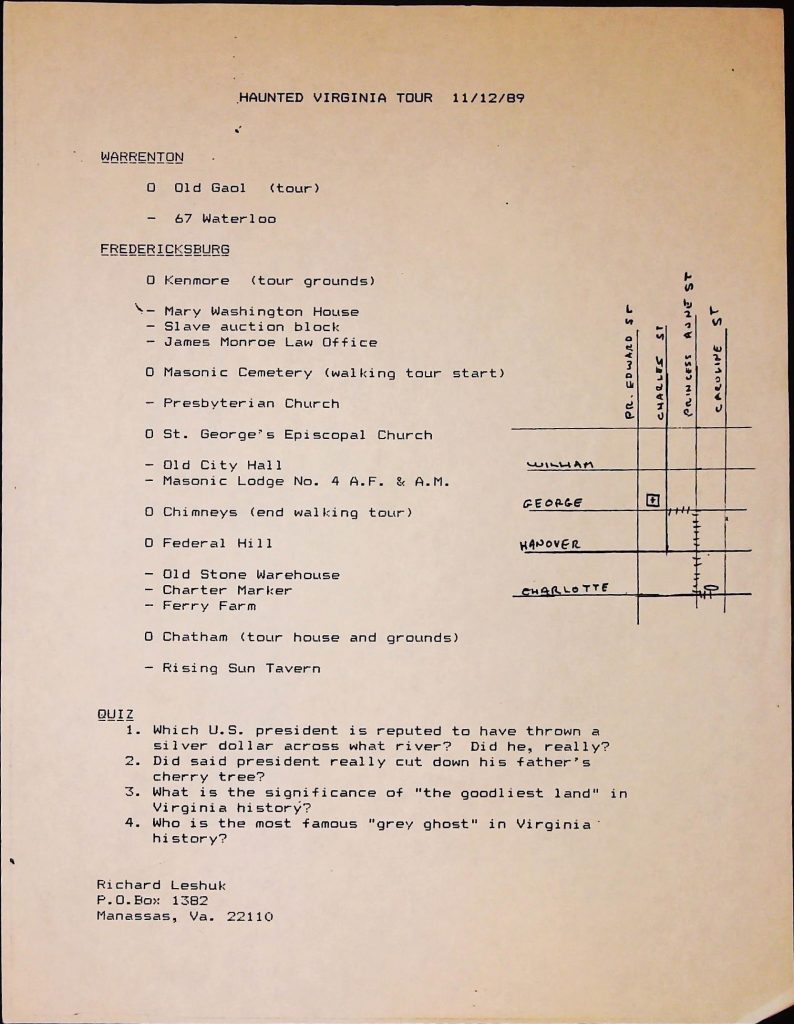 HAUNTED VIRGINIA TOUR 11/12/89
WARRENTON
O Old Gaol (tour)
- 67 Waterloo
FREDERICKSBURG
O Kenmore (tour grounds)
- Mary Washington House
- Slave auction block
- James Monroe Law Office
O Masonic Cemetery (walking tour start)
- Presbyterian Church
O St. George's Episcopal Church
- Old City Hall
- Masonic Lodge No. 4 A.F. & A.M.
O Chimneys (end walking tour)
O Federal Hill
- Old Stone Warehouse
- Charter Marker
- Ferry Farm
O Chatham (tour house and grounds)
- Rising Sun Tavern
PR. EDWARD ST
CHARLES ST
PRINCESS ANNE ST
CAROLINE ST
WILLIAM
GEORGE
HANOVER
CHARLOTTE
QUIZ
1. Which U.S. president is reputed to have thrown a
silver dollar across what river? Did he, really?
2. Did said president really cut down his father's
cherry tree?
3. What is the significance of "the goodliest land" in
Virginia history?
4. Who is the most famous "grey ghost" in Virginia
history?
Richard Leshuk
P.O.Box 1382
Manassas, Va. 22110